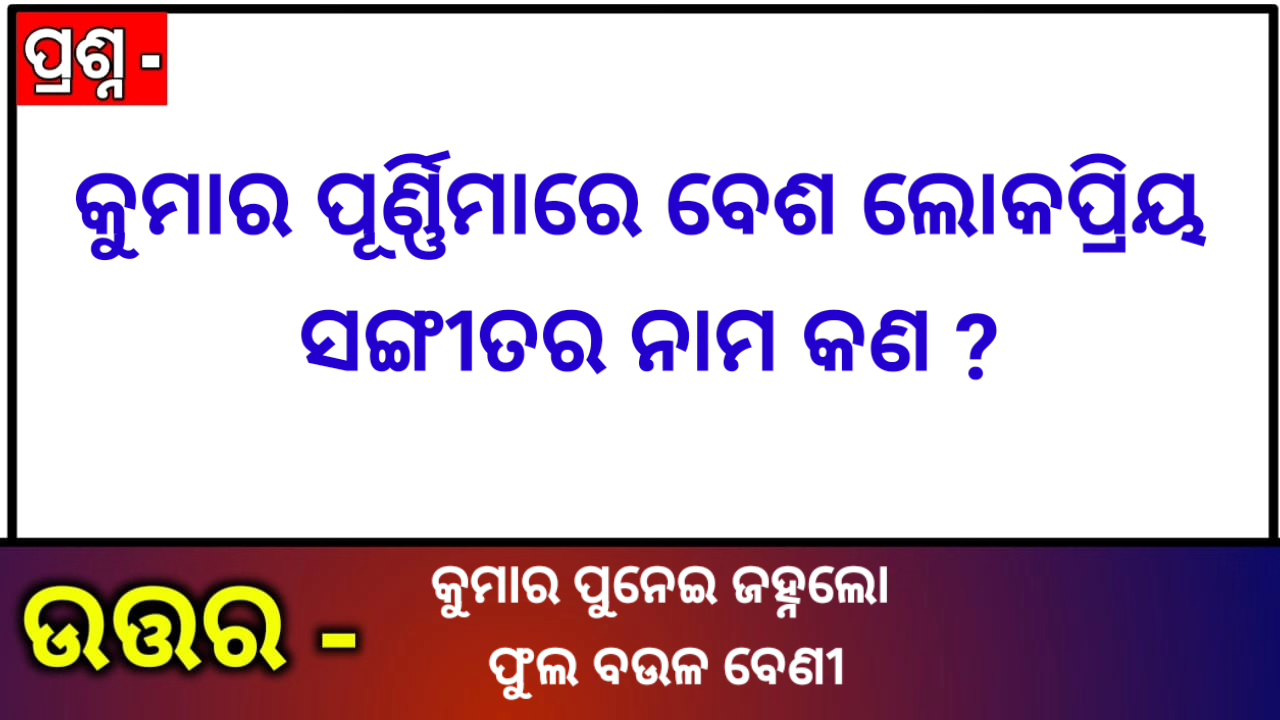 ପ୍ରଶ୍ନ -
କୁମାର ପୂର୍ଣ୍ଣିମାରେ ବେଶ ଲୋକପ୍ରିୟ
ସଙ୍ଗୀତର ନାମ କଣ ?
ଉତ୍ତର -
କୁମାର ପୁନେଇ ଜହ୍ନଲୋ
ଫୁଲ ବଉଳ ବେଣୀ